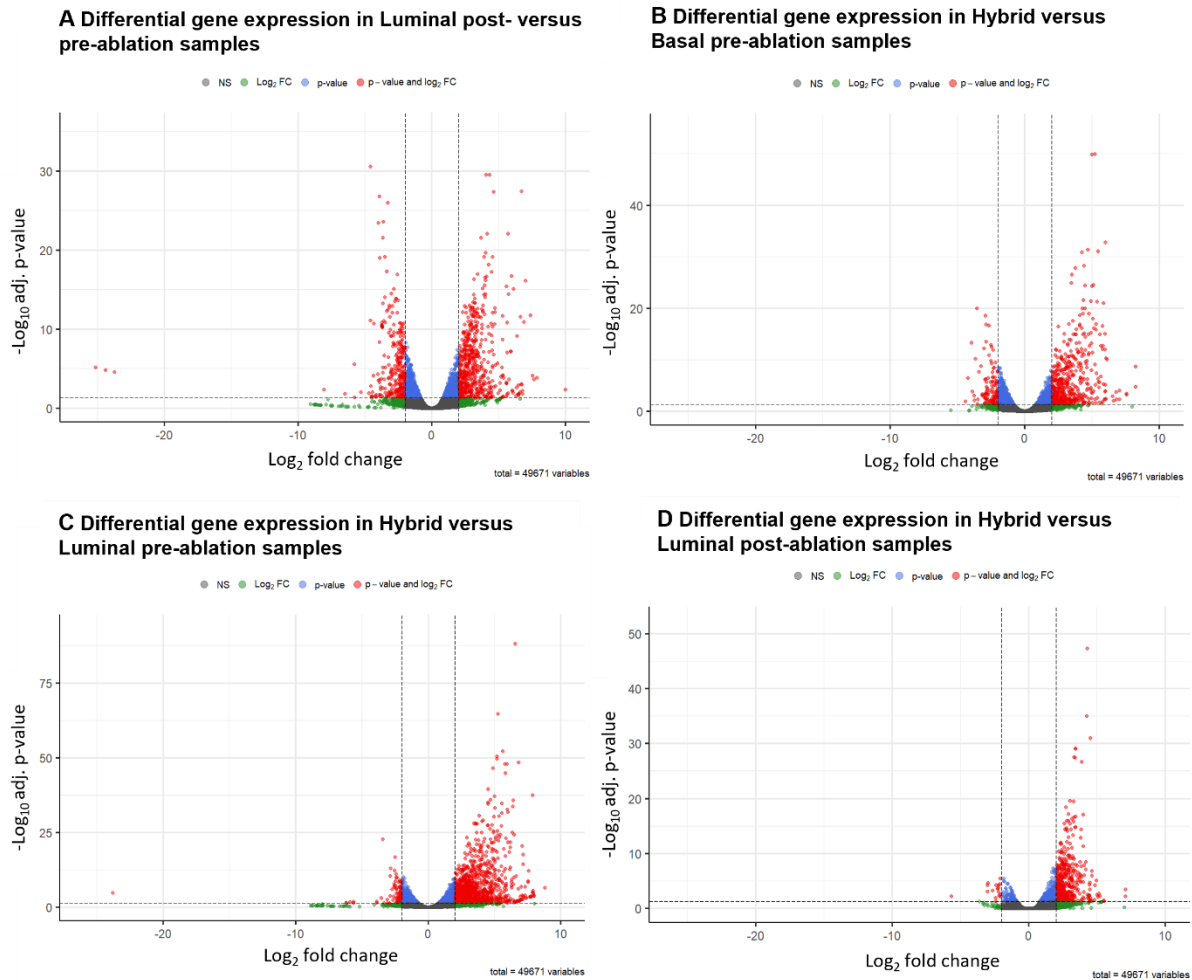 A Differential gene expression in Luminal post- versus
pre-ablation samples
NS Log2 FC p-value p – value and log2 FC
30
20
10
0
-Log10 adj. p-value
-20
-10
0
10
Log2 fold change
total = 49671 variables
B Differential gene expression in Hybrid versus
Basal pre-ablation samples
NS Log2 FC p-value p – value and log2 FC
40
20
0
-Log10 adj. p-value
-20
-10
0
10
Log2 fold change
total = 49671 variables
C Differential gene expression in Hybrid versus
Luminal pre-ablation samples
NS Log2 FC p-value p – value and log2 FC
75
50
25
0
-Log10 adj. p-value
-20
-10
0
10
Log2 fold change
total = 49671 variables
D Differential gene expression in Hybrid versus
Luminal post-ablation samples
NS Log2 FC p-value p – value and log2 FC
50
40
30
20
10
0
-Log10 adj. p-value
-20
-10
0
10
Log2 fold change
total = 49671 variables